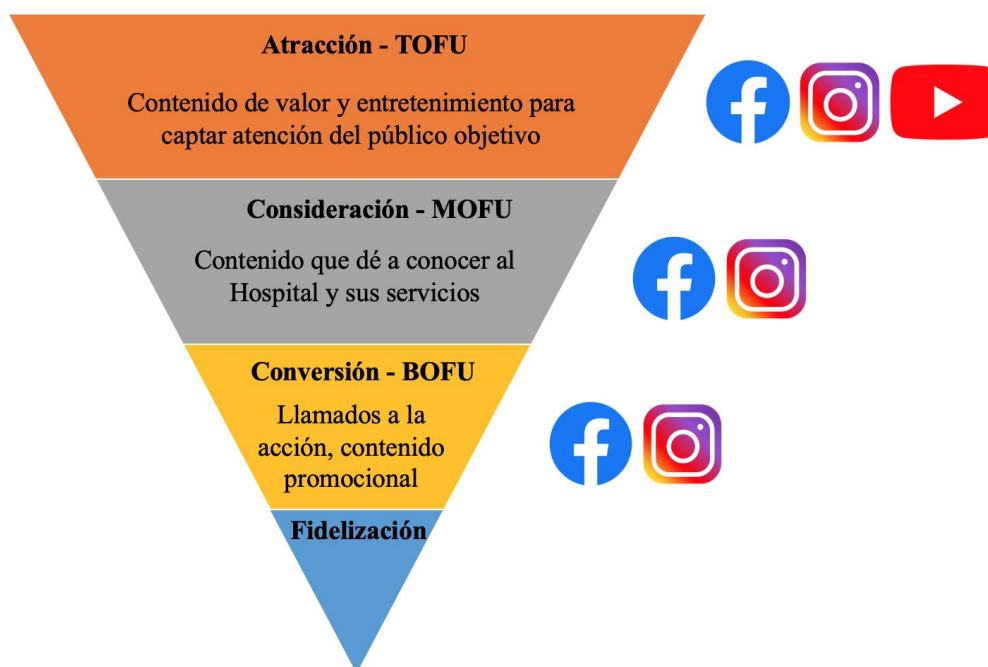 Atracción - TOFU
Contenido de valor y entretenimiento para
captar atención del público objetivo
Consideración - MOFU
Contenido que dé a conocer al
Hospital y sus servicios
Conversión - BOFU
Llamados a la
acción, contenido
promocional
Fidelización